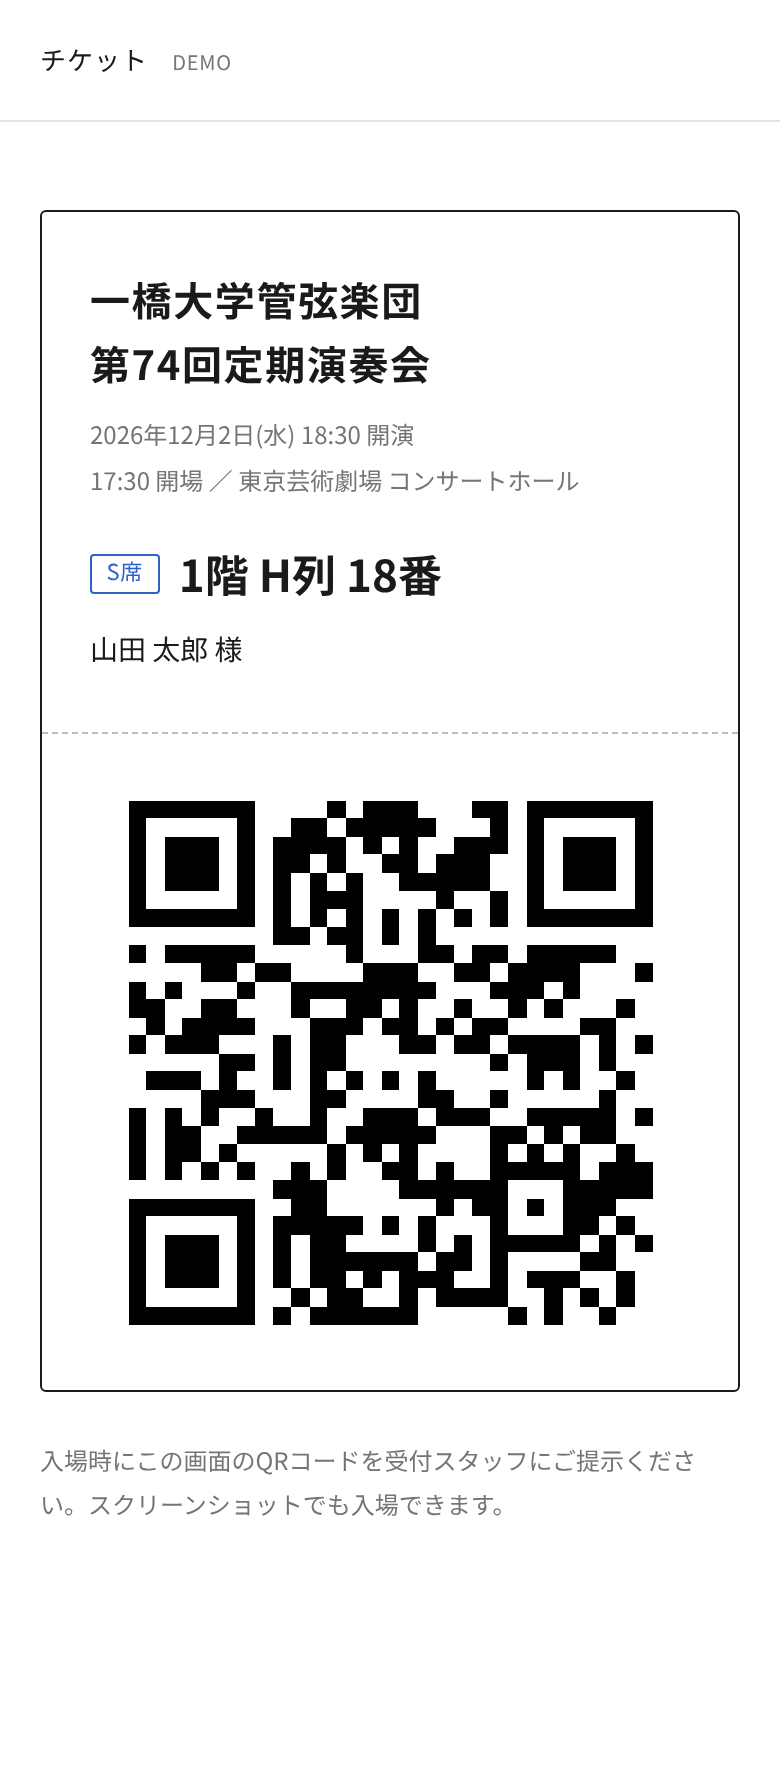 チケット DEMO
一橋大学管弦楽団
第74回定期演奏会
2026年12月2日(水) 18:30 開演
17:30 開場 ／ 東京芸術劇場 コンサートホール
S席 1階 H列 18番
山田 太郎 様
入場時にこの画面のQRコードを受付スタッフにご提示くださ
い。スクリーンショットでも入場できます。